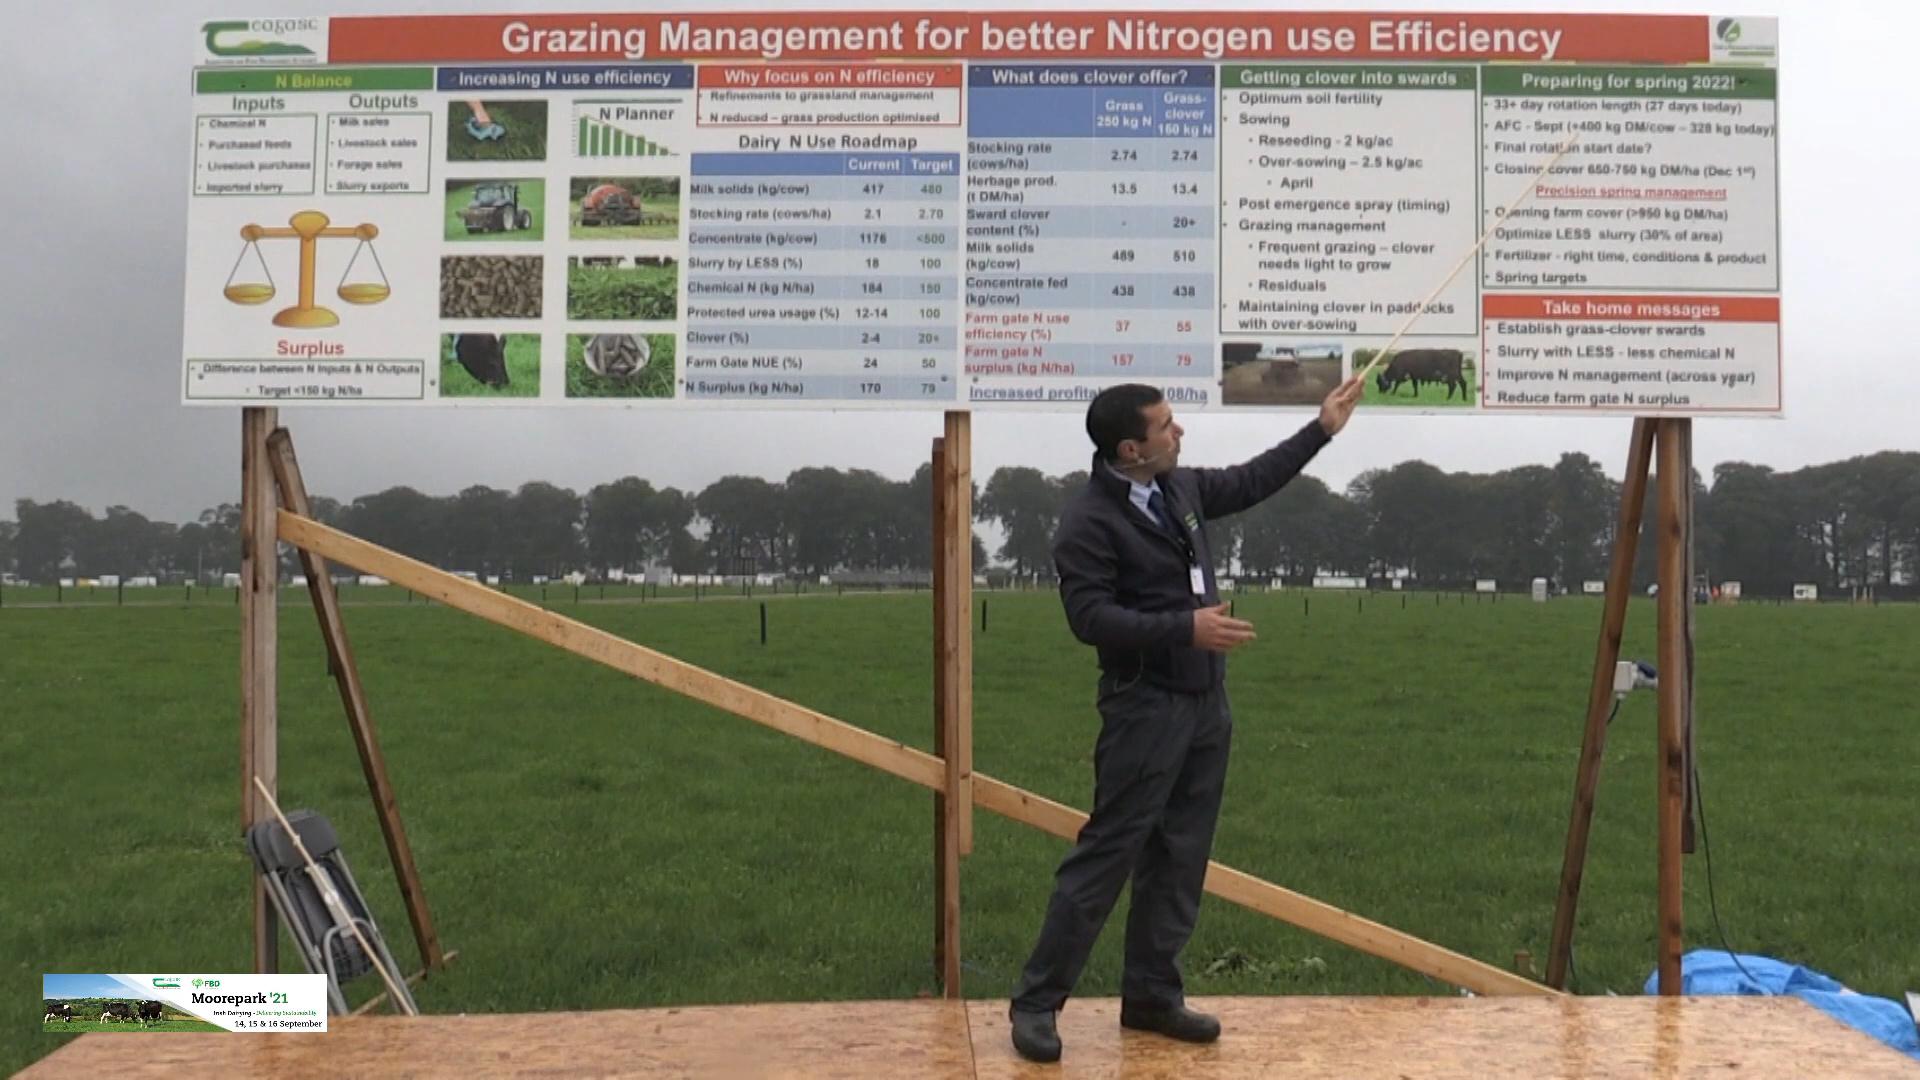 teagasc
Grazing Management for better Nitrogen use Efficiency
N Balance
Inputs
Outputs
• Chemical N
• Purchased feeds
• Livestock purchases
• Imported slurry
• Milk sales
• Livestock sales
• Forage sales
• Slurry exports
Surplus
• Difference between N Inputs & N Outputs
• Target <150 kg N/ha
Increasing N use efficiency
N Planner
Why focus on N efficiency
• Refinements to grassland management
• N reduced – grass production optimised
Dairy N Use Roadmap
Current Target
Milk solids (kg/cow) 417 480
Stocking rate (cows/ha) 2.1 2.70
Concentrate (kg/cow) 1176 <500
Slurry by LESS (%) 18 100
Chemical N (kg N/ha) 184 150
Protected urea usage (%) 12-14 100
Clover (%) 2-4 20+
Farm Gate NUE (%) 24 50
N Surplus (kg N/ha) 170 79
What does clover offer?
Grass 250 kg N
Grass-clover 150 kg N
Stocking rate (cows/ha) 2.74 2.74
Herbage prod. (t DM/ha) 13.5 13.4
Sward clover content (%) - 20+
Milk solids (kg/cow) 489 510
Concentrate fed (kg/cow) 438 438
Farm gate N use efficiency (%) 37 55
Farm gate N surplus (kg N/ha) 157 79
Increased 08/ha
Getting clover into swards
• Optimum soil fertility
• Sowing
• Reseeding - 2 kg/ac
• Over-sowing – 2.5 kg/ac
• April
• Post emergence spray (timing)
• Grazing management
• Frequent grazing – clover
needs light to grow
• Residuals
• Maintaining clover in paddocks
with over-sowing
Preparing for spring 2022!
• 33+ day rotation length (27 days today)
• AFC - Sept (+400 kg DM/cow – 328 kg today)
• Final rotation start date?
• Closing cover 650-750 kg DM/ha (Dec 1st)
Precision spring management
• Opening farm cover (>950 kg DM/ha)
• Optimize LESS slurry (30% of area)
• Fertilizer - right time, conditions & product
• Spring targets
Take home messages
• Establish grass-clover swards
• Slurry with LESS - less chemical N
• Improve N management (across year)
• Reduce farm gate N surplus
teagasc FBD
Moorepark '21
Irish Dairying - Delivering Sustainability
14, 15 & 16 September